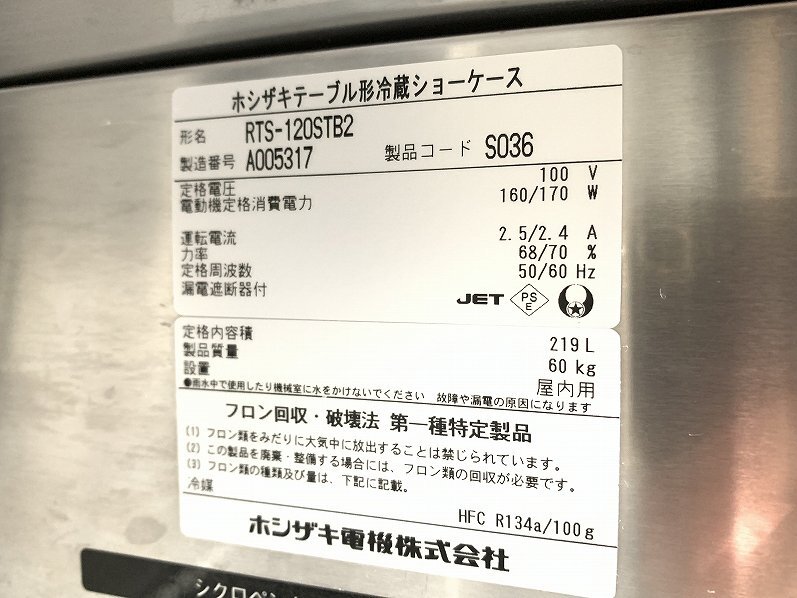 ホシザキテーブル形冷蔵ショーケース
形名 RTS-120STB2
製造番号 A005317 製品コード S036
定格電圧 100 V
電動機定格消費電力 160/170 W
運転電流 2.5/2.4 A
力率 68/70 %
定格周波数 50/60 Hz
漏電遮断器付
JET PS E
定格内容積 219 L
製品質量 60 kg
設置 屋内用
●雨水中で使用したり機械室に水をかけないでください 故障や漏電の原因になります
フロン回収・破壊法 第一種特定製品
(1) フロン類をみだりに大気中に放出することは禁じられています。
(2) この製品を廃棄・整備する場合には、フロン類の回収が必要です。
(3) フロン類の種類及び量は、下記に記載。
冷媒 HFC R134a/100g
ホシザキ電機株式会社
シクロペン